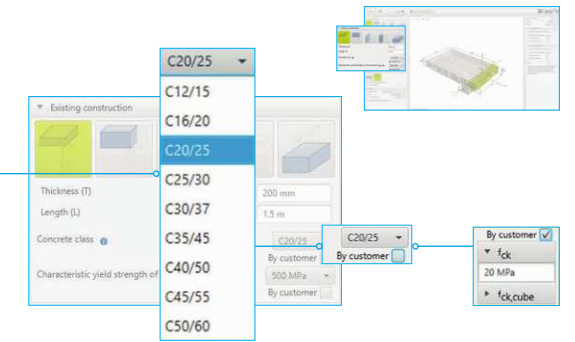 C20/25
C12/15
C16/20
C20/25
C25/30
C30/37
C35/45
C40/50
C45/55
C50/60
Existing construction
Thickness (T)
200 mm
Length (L)
1.5 m
Concrete class
C20/25
By customer
Characteristic yield strength of
500 MPa
By customer
C20/25
By customer
By customer
fck
20 MPa
fck,cube